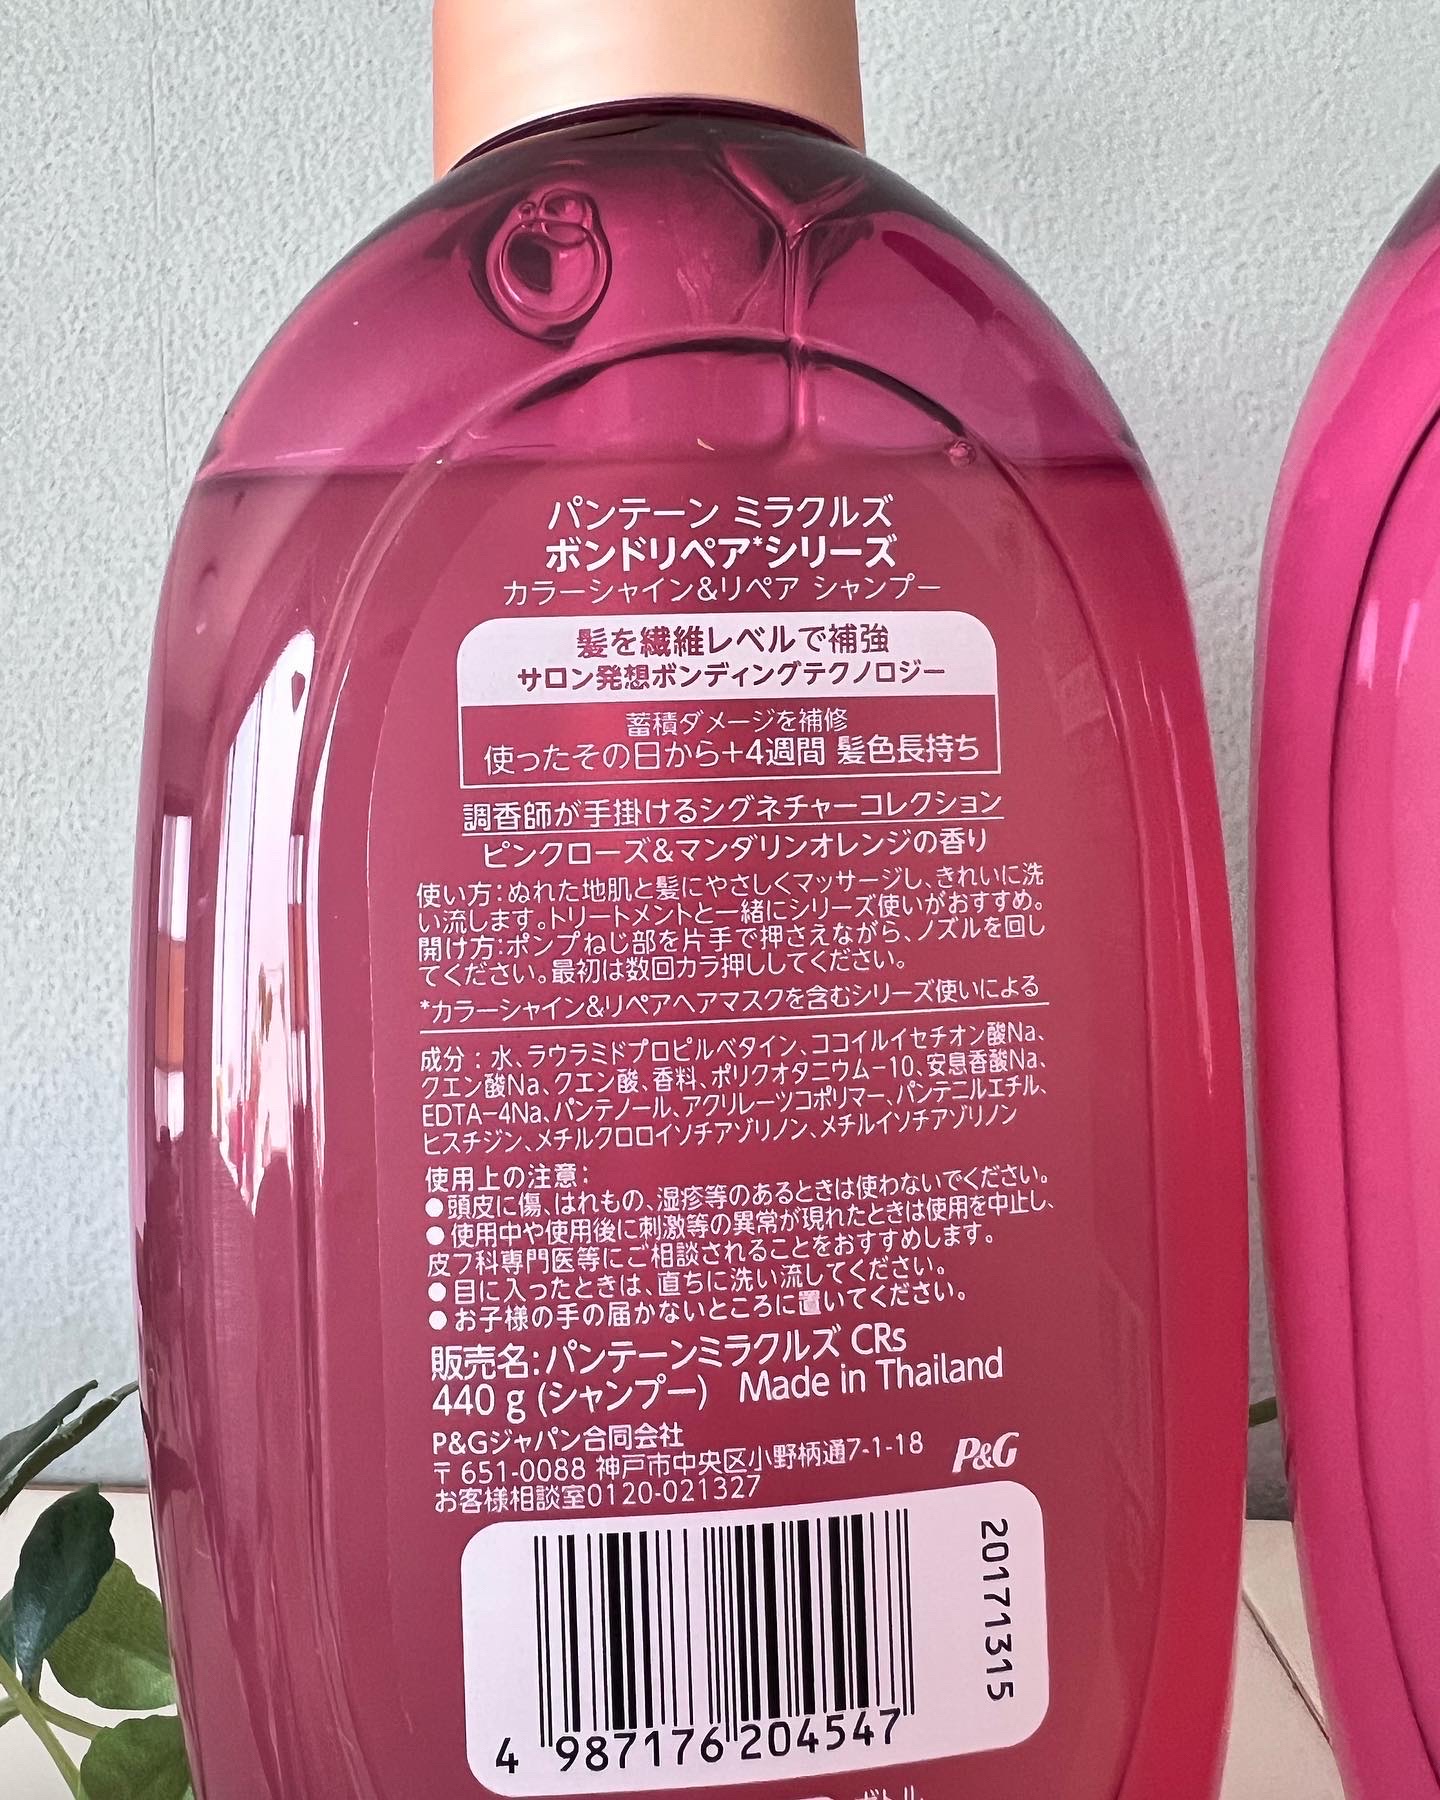 パンテーン ミラクルズ
ボンドリペア*シリーズ
カラーシャイン&リペア シャンプー
髪を繊維レベルで補強
サロン発想ボンディングテクノロジー
蓄積ダメージを補修
使ったその日から+4週間 髪色長持ち
調香師が手掛けるシグネチャーコレクション
ピンクローズ&マンダリンオレンジの香り
使い方:ぬれた地肌と髪にやさしくマッサージし、きれいに洗
い流します。トリートメントと一緒にシリーズ使いがおすすめ。
開け方:ポンプねじ部を片手で押さえながら、ノズルを回し
てください。最初は数回カラ押ししてください。
*カラーシャイン&リペアヘアマスクを含むシリーズ使いによる
成分:水、ラウラミドプロピルベタイン、ココイルイセチオン酸Na、
クエン酸Na、クエン酸、香料、ポリクオタニウム-10、安息香酸Na、
EDTA-4Na、パンテノール、アクリレーツコポリマー、パンテニルエチル、
ヒスチジン、メチルクロロイソチアゾリノン、メチルイソチアゾリノン
使用上の注意:
●頭皮に傷、はれもの、湿疹等のあるときは使わないでください。
●使用中や使用後に刺激等の異常が現れたときは使用を中止し、
皮フ科専門医等にご相談されることをおすすめします。
●目に入ったときは、直ちに洗い流してください。
●お子様の手の届かないところに置いてください。
販売名:パンテーンミラクルズ CRs
440 g (シャンプー) Made in Thailand
P&Gジャパン合同会社
〒651-0088 神戸市中央区小野柄通7-1-18
P&G
お客様相談室0120-021327
20171315
4 987176 204547
ボトル